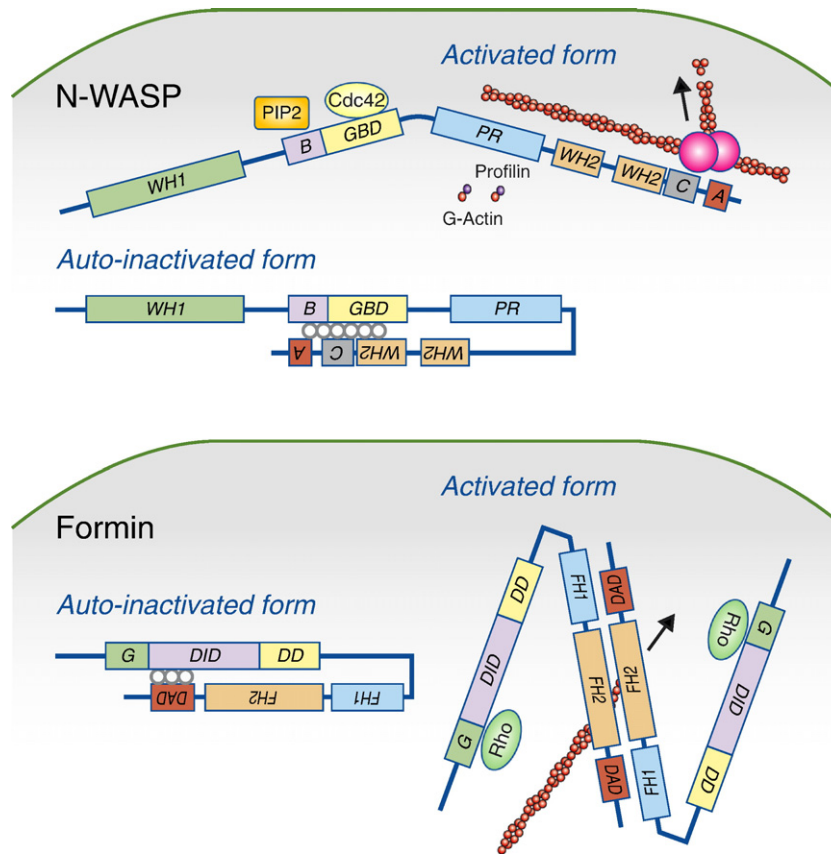 Activated form
N-WASP
PIP2
Cdc42
B
GBD
PR
WH1
WH2
WH2
C
A
Profilin
G-Actin
Auto-inactivated form
WH1
B
GBD
PR
A
C
WH2
WH2
Activated form
Formin
Auto-inactivated form
G
DID
DD
DAD
FH2
FH1
DD
FH1
DAD
DID
FH2
FH2
G
Rho
DAD
FH1
Rho
G
DID
DD